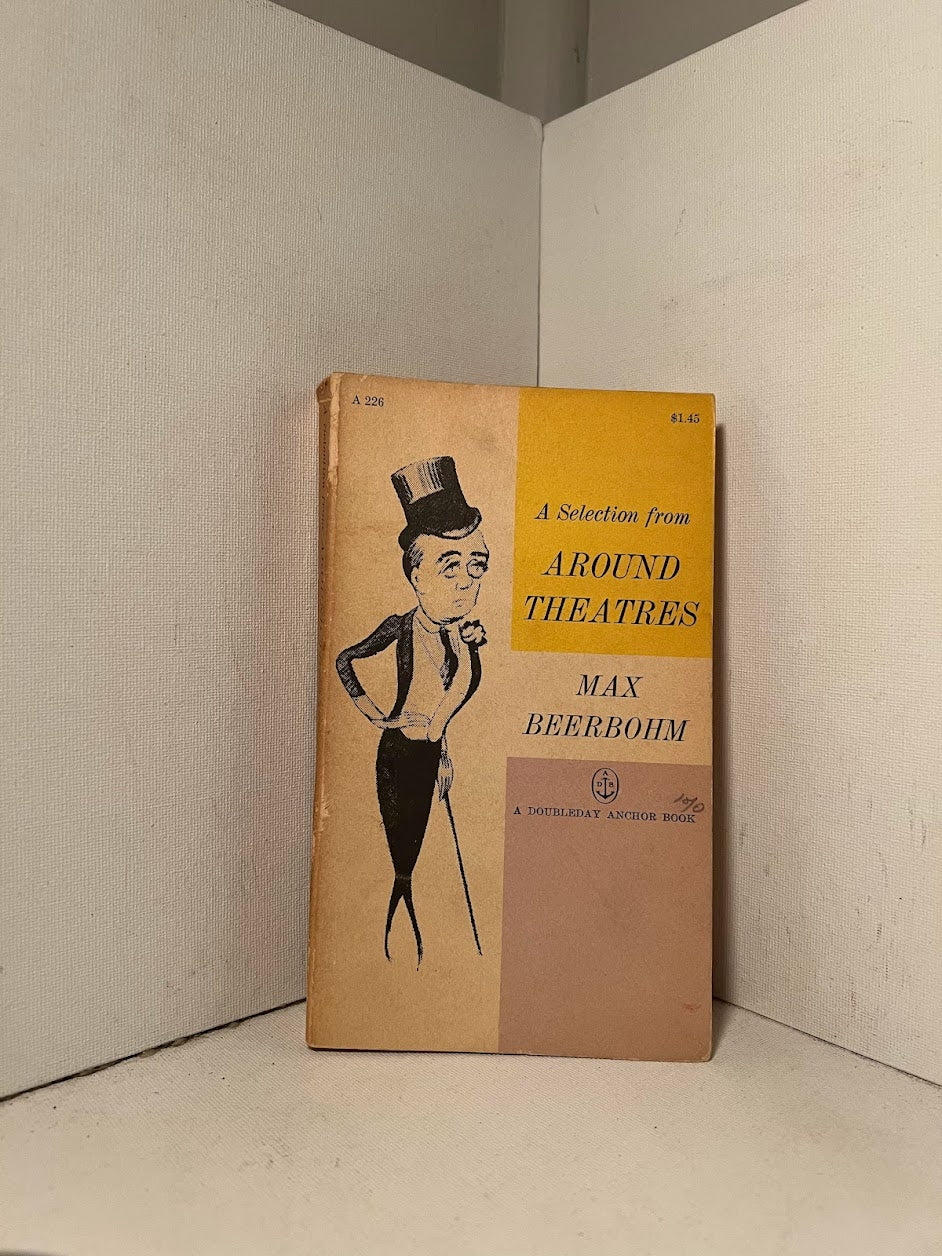 A 226
$1.45
A Selection from
AROUND
THEATRES
MAX
BEERBOHM
A
D B
A DOUBLEDAY ANCHOR BOOK